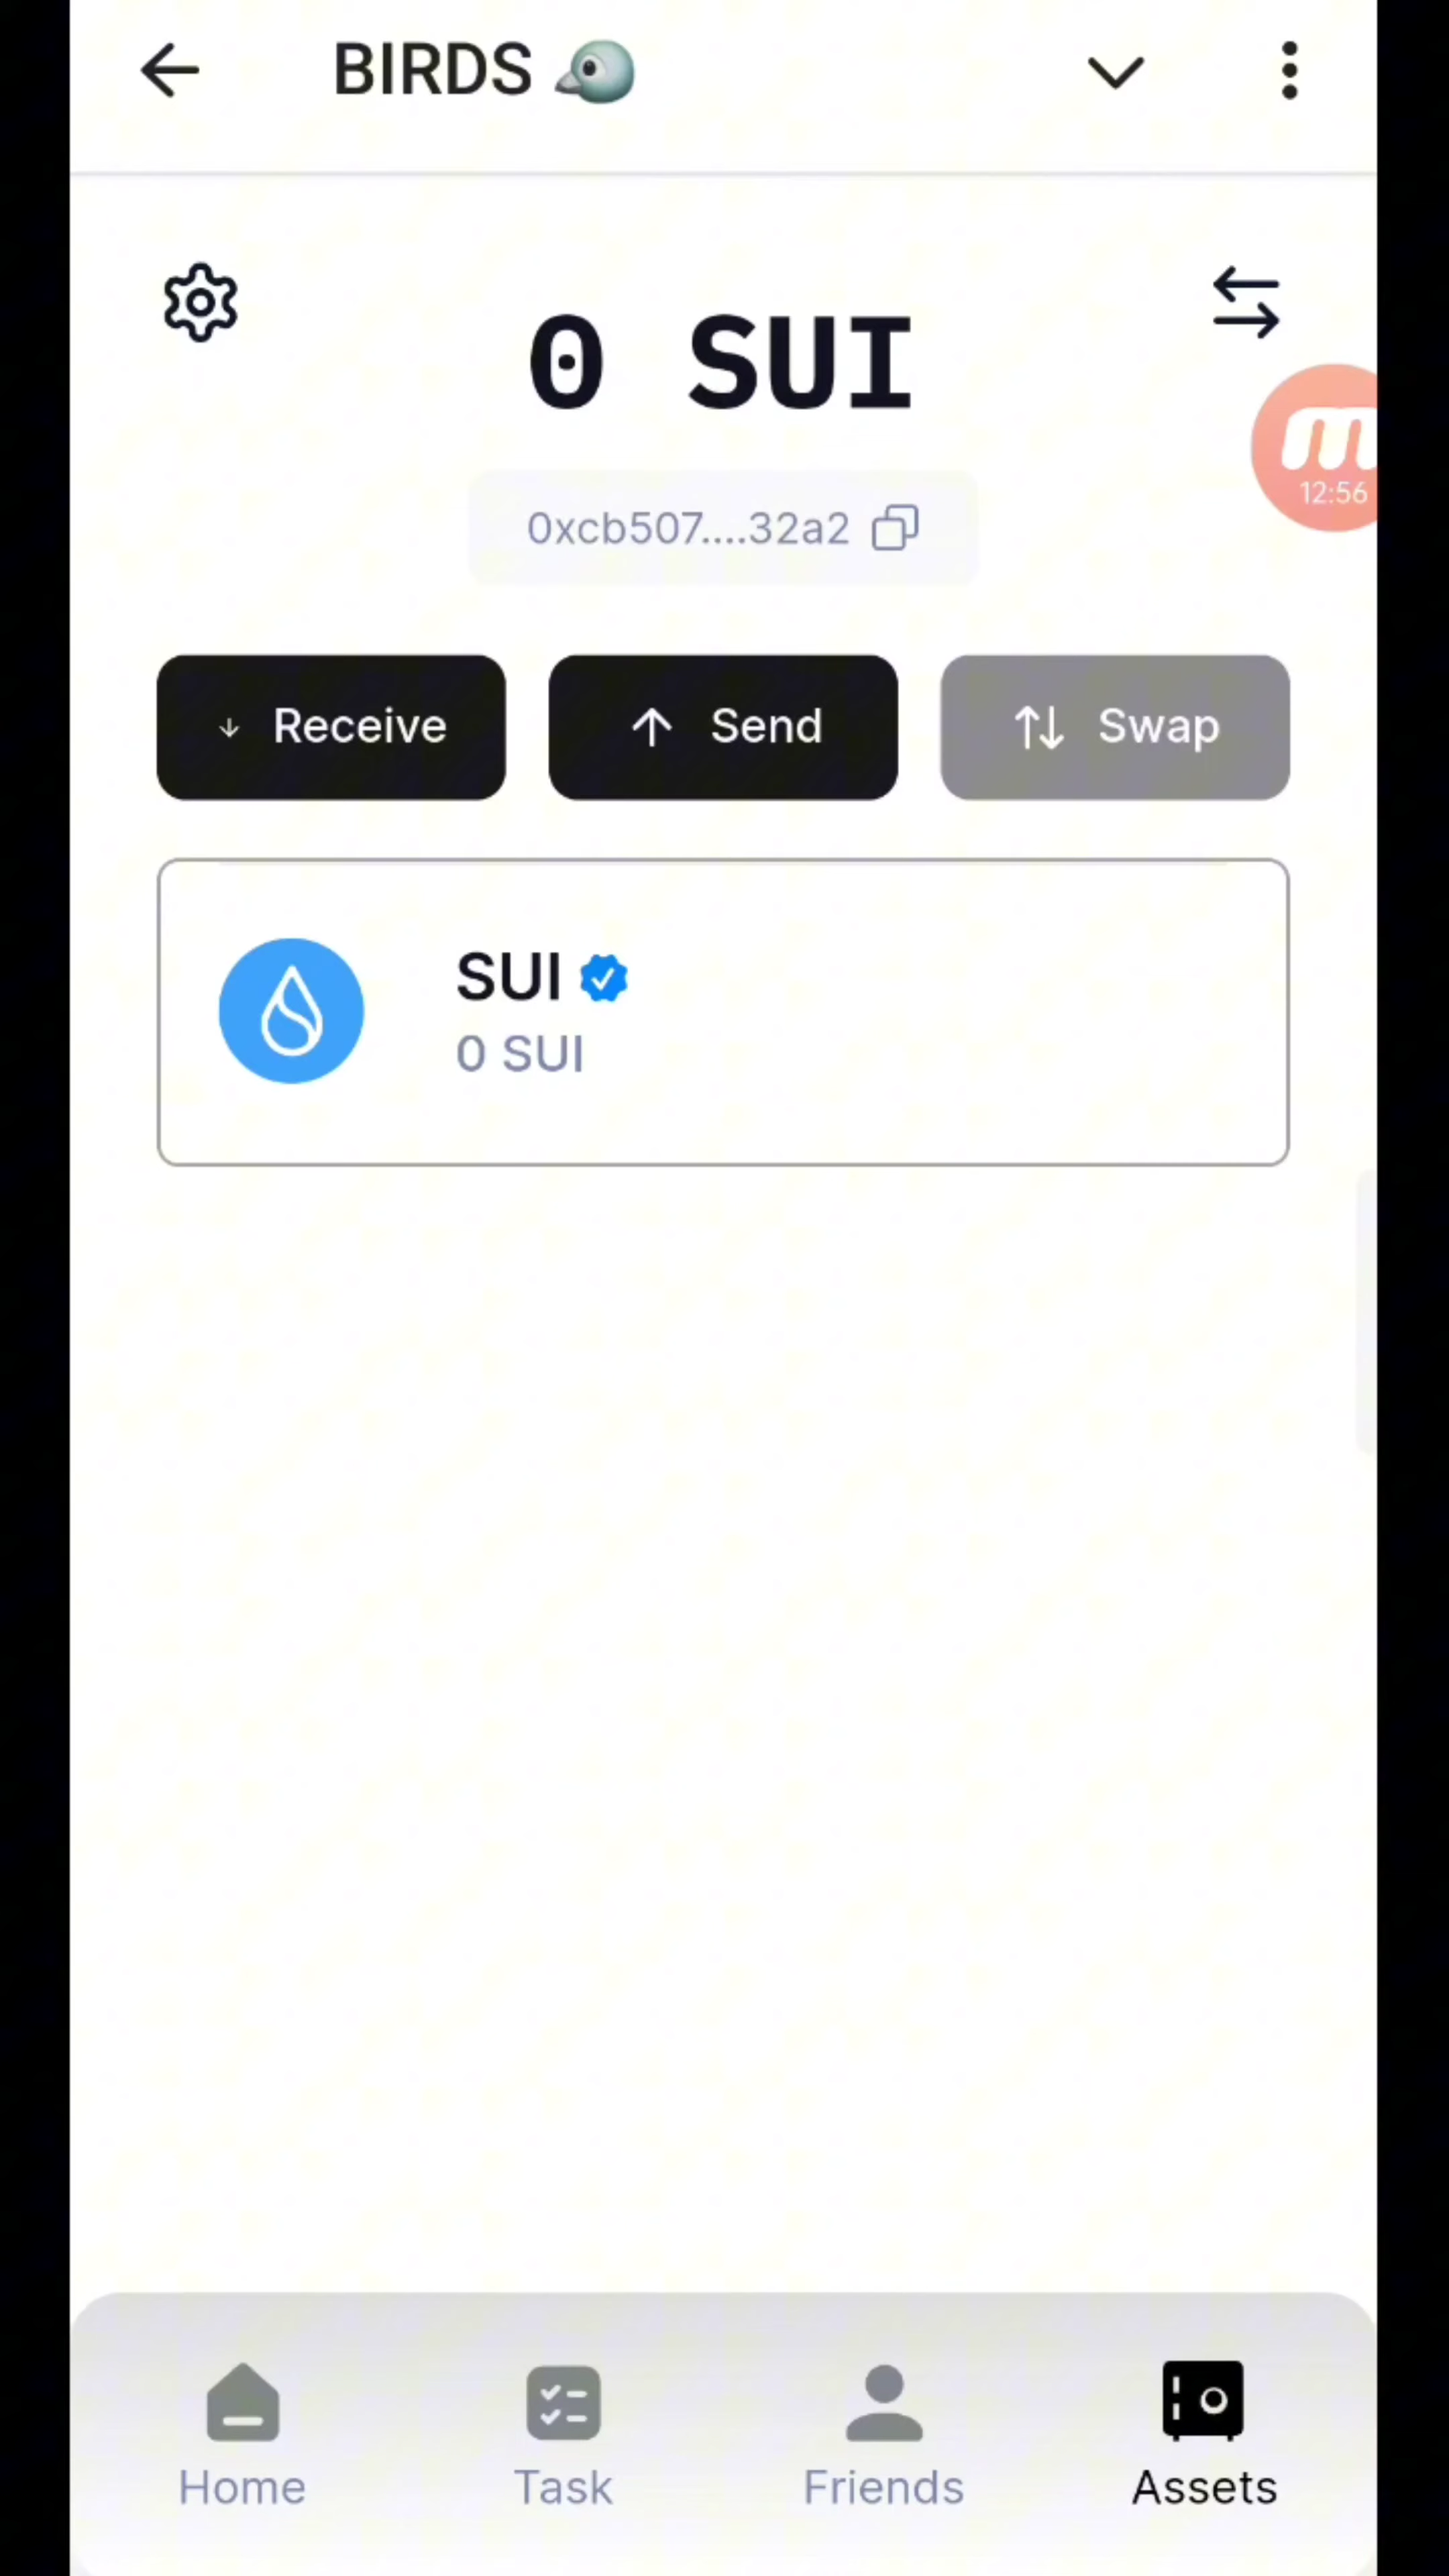 BIRDS
0 SUI
12:56
0xcb507....32a2
Receive
Send
Swap
SUI
0 SUI
Home
Task
Friends
Assets